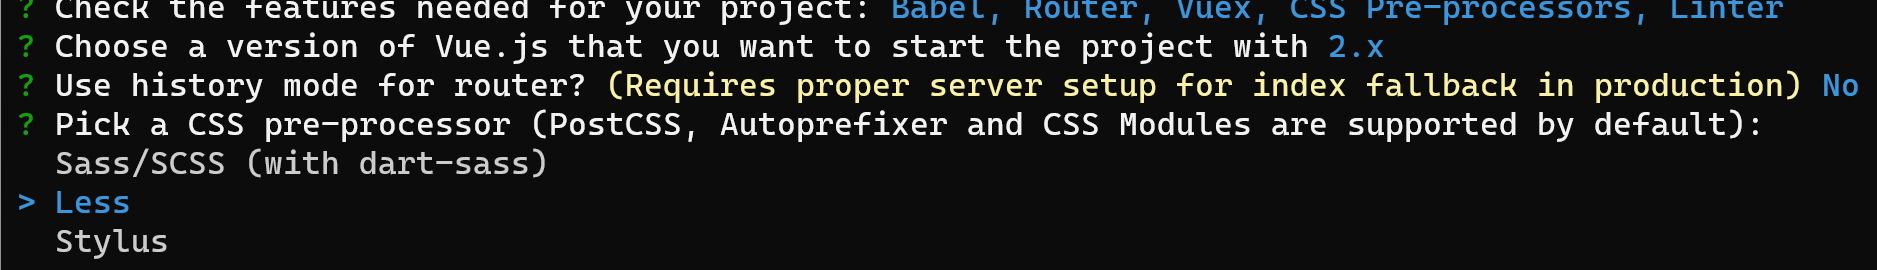 ? Check the features needed for your project: Babel, Router, Vuex, CSS Pre-processors, Linter
? Choose a version of Vue.js that you want to start the project with 2.x
? Use history mode for router? (Requires proper server setup for index fallback in production) No
? Pick a CSS pre-processor (PostCSS, Autoprefixer and CSS Modules are supported by default):
Sass/SCSS (with dart-sass)
> Less
Stylus